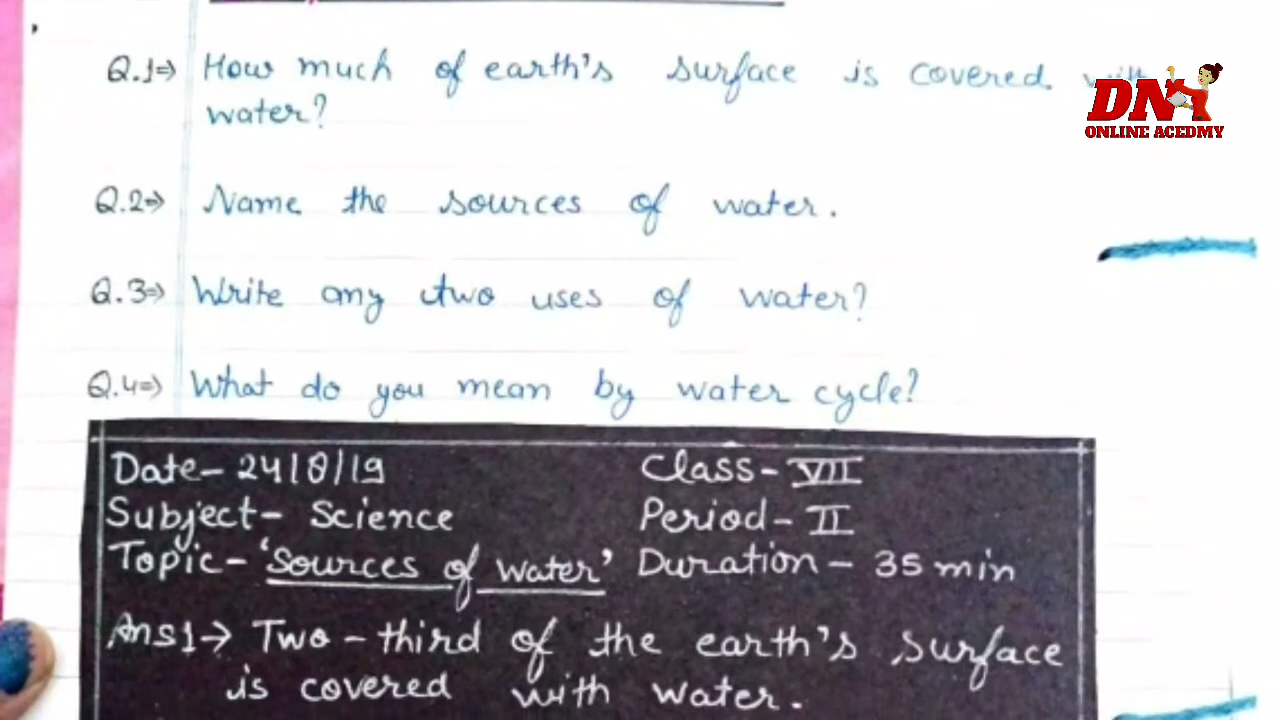 Q.1⇒ How much of earth's surface is covered with
water?
DN
ONLINE ACEDMY
Q.2⇒ Name the sources of water.
Q.3⇒ Write any two uses of water?
Q.4⇒ What do you mean by water cycle?
Date- 24/8/19 Class- VII
Subject- Science Period- II
Topic- 'Sources of water' Duration - 35 min
Ans1→ Two-third of the earth's surface
is covered with water.